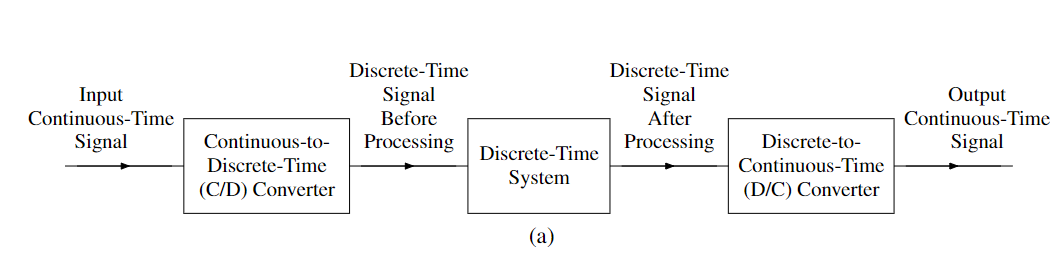 Input
Continuous-Time
Signal
Continuous-to-
Discrete-Time
(C/D) Converter
Discrete-Time
Signal
Before
Processing
Discrete-Time
System
Discrete-Time
Signal
After
Processing
Discrete-to-
Continuous-Time
(D/C) Converter
Output
Continuous-Time
Signal
(a)